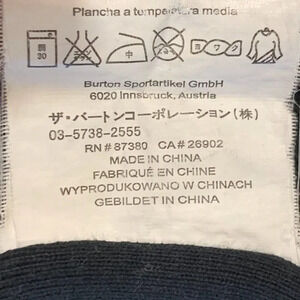 Plancha a temperatura media
30
Burton Sportartikel GmbH
6020 Innsbruck, Austria
ザ・バートンコーポレーション(株)
03-5738-2555
RN # 87380 CA# 26902
MADE IN CHINA
FABRIQUÉ EN CHINE
WYPRODUKOWANO W CHINACH
GEBILDET IN CHINA